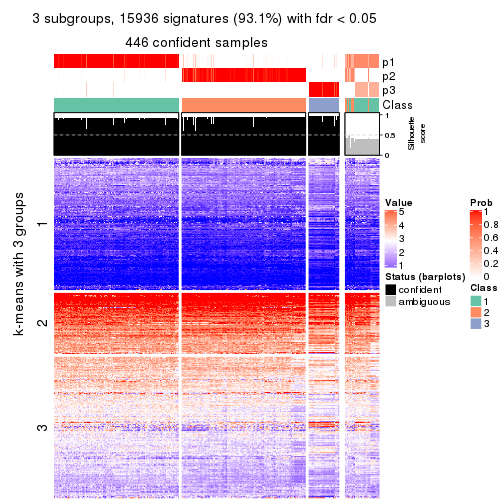 3 subgroups, 15936 signatures (93.1%) with fdr < 0.05
446 confident samples
p1
p2
p3
Class
1
0.5
0
Silhouette
score
k-means with 3 groups
1
2
3
Value
5
4
3
2
1
Status (barplots)
confident
ambiguous
Prob
1
0.8
0.6
0.4
0.2
0
Class
1
2
3